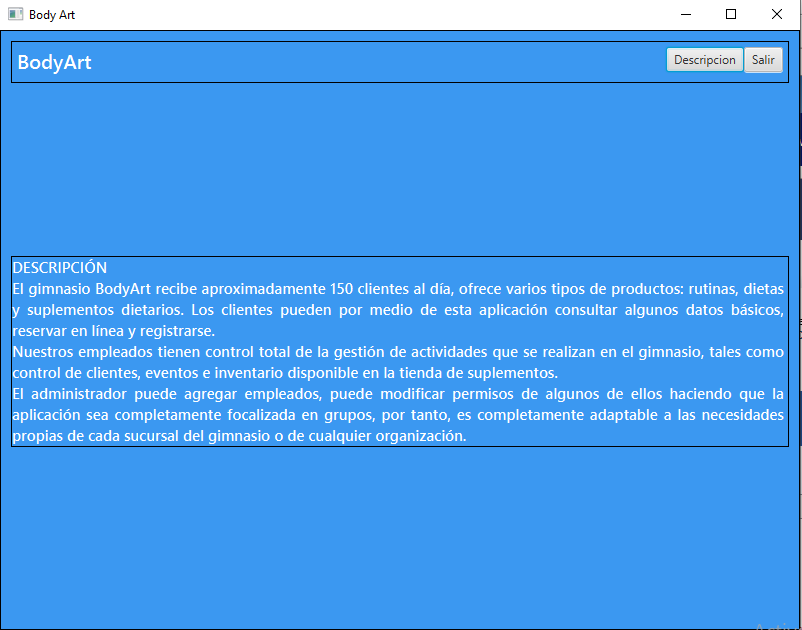 Body Art
BodyArt
Descripcion
Salir
DESCRIPCIÓN
El gimnasio BodyArt recibe aproximadamente 150 clientes al día, ofrece varios tipos de productos: rutinas, dietas
y suplementos dietarios. Los clientes pueden por medio de esta aplicación consultar algunos datos básicos,
reservar en línea y registrarse.
Nuestros empleados tienen control total de la gestión de actividades que se realizan en el gimnasio, tales como
control de clientes, eventos e inventario disponible en la tienda de suplementos.
El administrador puede agregar empleados, puede modificar permisos de algunos de ellos haciendo que la
aplicación sea completamente focalizada en grupos, por tanto, es completamente adaptable a las necesidades
propias de cada sucursal del gimnasio o de cualquier organización.